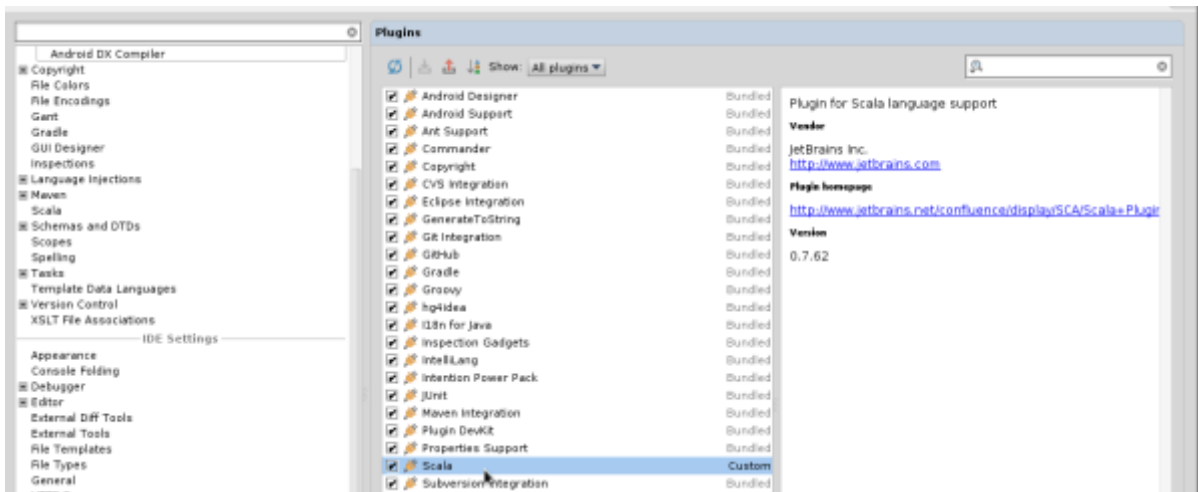 Plugins
Android DX Compiler
Copyright
File Colors
File Encodings
Gant
Gradle
GUI Designer
Inspections
Language Injections
Maven
Scala
Schemas and DTDs
Scopes
Spelling
Tasks
Template Data Languages
Version Control
XSLT File Associations
IDE Settings
Appearance
Console Folding
Debugger
Editor
External Diff Tools
External Tools
File Templates
File Types
General
Show: All plugins
Android Designer Bundled
Android Support Bundled
Ant Support Bundled
Commander Bundled
Copyright Bundled
CVS Integration Bundled
Eclipse Integration Bundled
GenerateToString Bundled
Git Integration Bundled
GitHub Bundled
Gradle Bundled
Groovy Bundled
hg4idea Bundled
I18n for Java Bundled
Inspection Gadgets Bundled
IntelliLang Bundled
Intention Power Pack Bundled
JUnit Bundled
Maven Integration Bundled
Plugin DevKit Bundled
Properties Support Bundled
Scala Custom
Subversion Integration Bundled
Plugin for Scala language support
Vendor
JetBrains Inc.
http://www.jetbrains.com
Plugin homepage
http://www.jetbrains.net/confluence/display/SCA/Scala+Plugin
Version
0.7.62